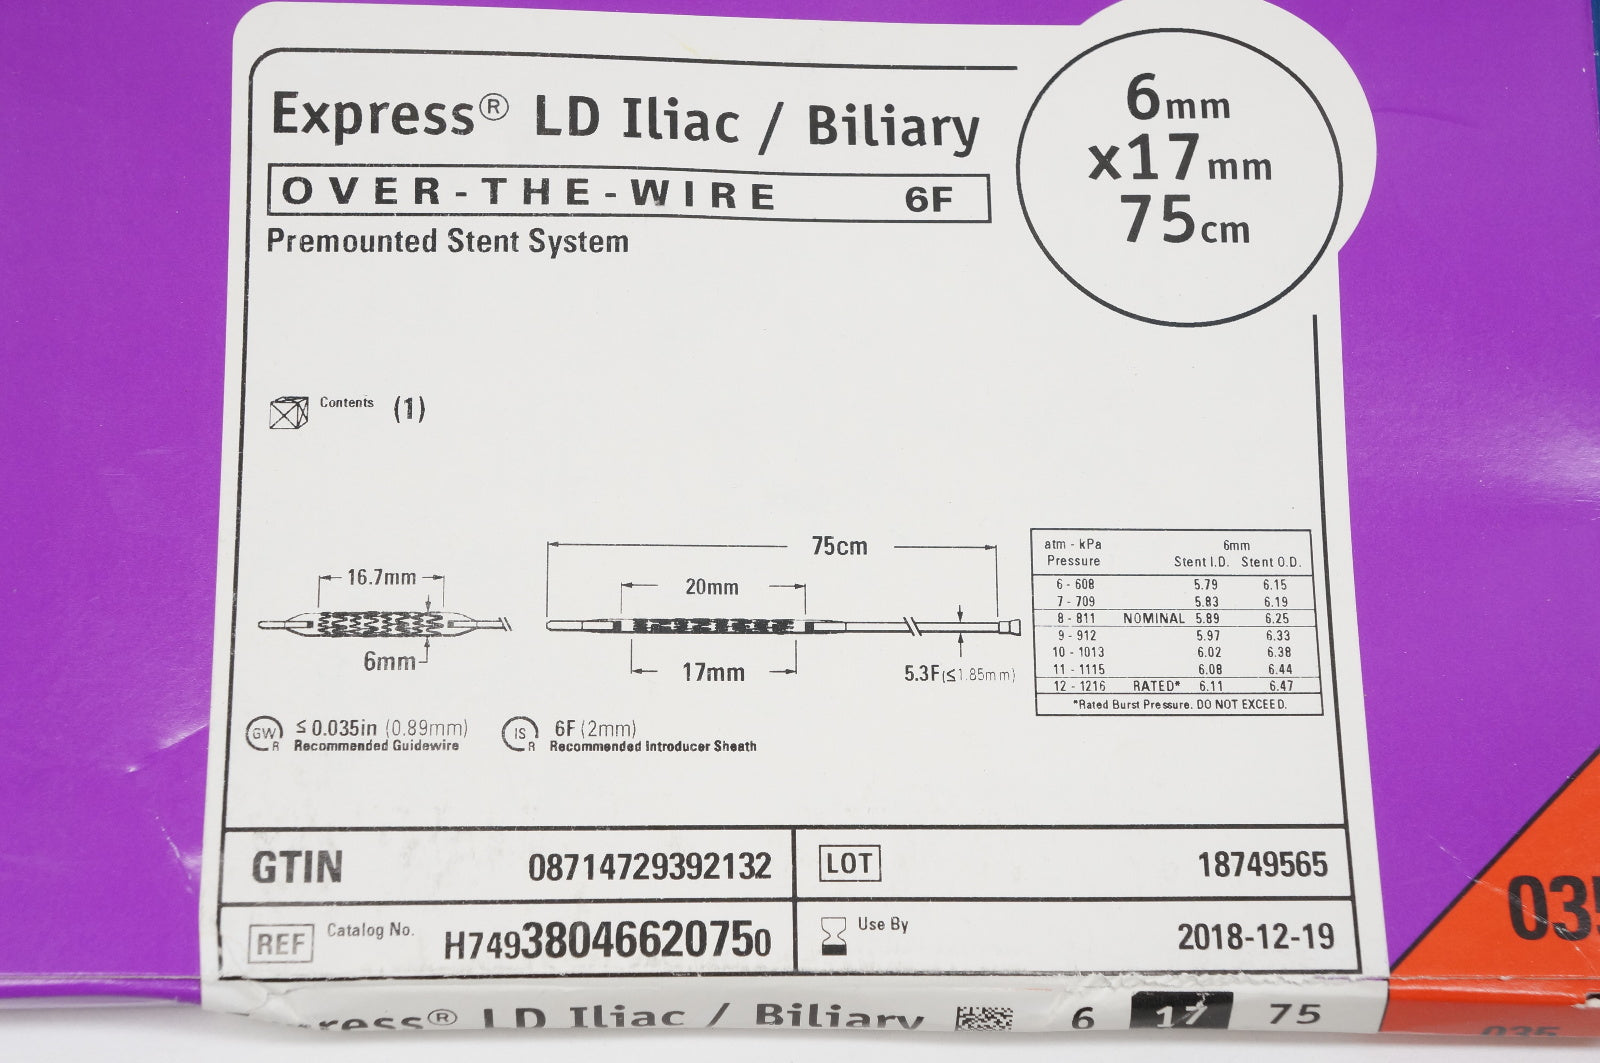 Express® LD Iliac / Biliary
OVER-THE-WIRE 6F
Premounted Stent System
6mm
x17mm
75cm
Contents (1)
16.7mm
6mm
75cm
20mm
17mm
5.3F(≤1.85mm)
atm - kPa 6mm
Pressure Stent I.D. Stent O.D.
6 - 608 5.79 6.15
7 - 709 5.83 6.19
8 - 811 NOMINAL 5.89 6.25
9 - 912 5.97 6.33
10 - 1013 6.02 6.38
11 - 1115 6.08 6.44
12 - 1216 RATED* 6.11 6.47
*Rated Burst Pressure. DO NOT EXCEED.
GW R ≤ 0.035in (0.89mm)
Recommended Guidewire
IS R 6F (2mm)
Recommended Introducer Sheath
GTIN 08714729392132
LOT 18749565
REF Catalog No. H74938046620750
Use By 2018-12-19
035
ress® LD Iliac / Biliary 6 17 75
035